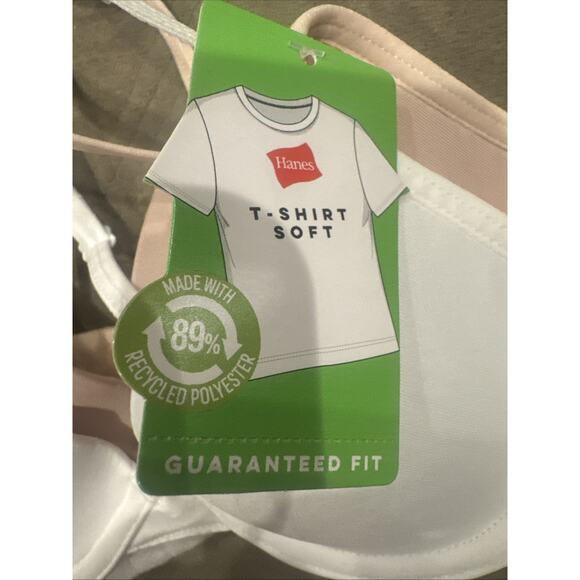 Hanes
T-SHIRT
SOFT
MADE WITH
89%
RECYCLED POLYESTER
GUARANTEED FIT